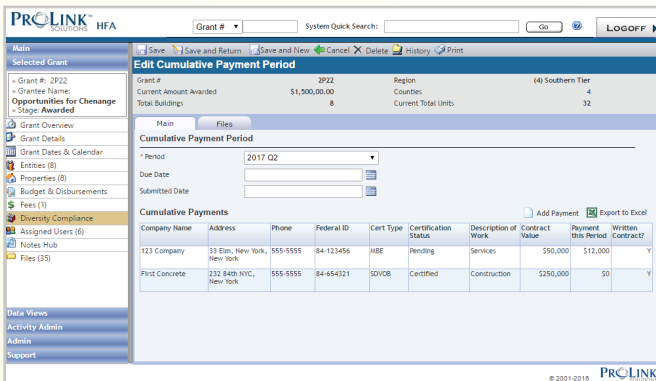 PROLINK HFA
SOLUTIONS
Grant # System Quick Search: Go LOGOFF
Main
Selected Grant
Grant #: 2P22
Grantee Name:
Opportunities for Chenange
Stage: Awarded
Grant Overview
Grant Details
Grant Dates & Calendar
Entities (8)
Properties (8)
Budget & Disbursements
Fees (1)
Diversity Compliance
Assigned Users (6)
Notes Hub
Files (35)
Data Views
Activity Admin
Admin
Support
Save Save and Return Save and New Cancel Delete History Print
Edit Cumulative Payment Period
Grant # 2P22 Region (4) Southern Tier
Current Amount Awarded $1,500,00.00 Counties 4
Total Buildings 8 Current Total Units 32
Main Files
Cumulative Payment Period
* Period 2017 Q2
Due Date
Submitted Date
Cumulative Payments Add Payment Export to Excel
Company Name Address Phone Federal ID Cert Type Certification Description of Contract Payment Written
Status Work Value this Period Contract?
123 Company 33 Elm, New York, 555-5555 84-123456 MBE Pending Services $50,000 $12,000 Y
New York
First Concrete 232 84th NYC, 555-5555 84-654321 SDVOB Certified Construction $250,000 $0 Y
New York
© 2001-2016 PROLINK
SOLUTIONS